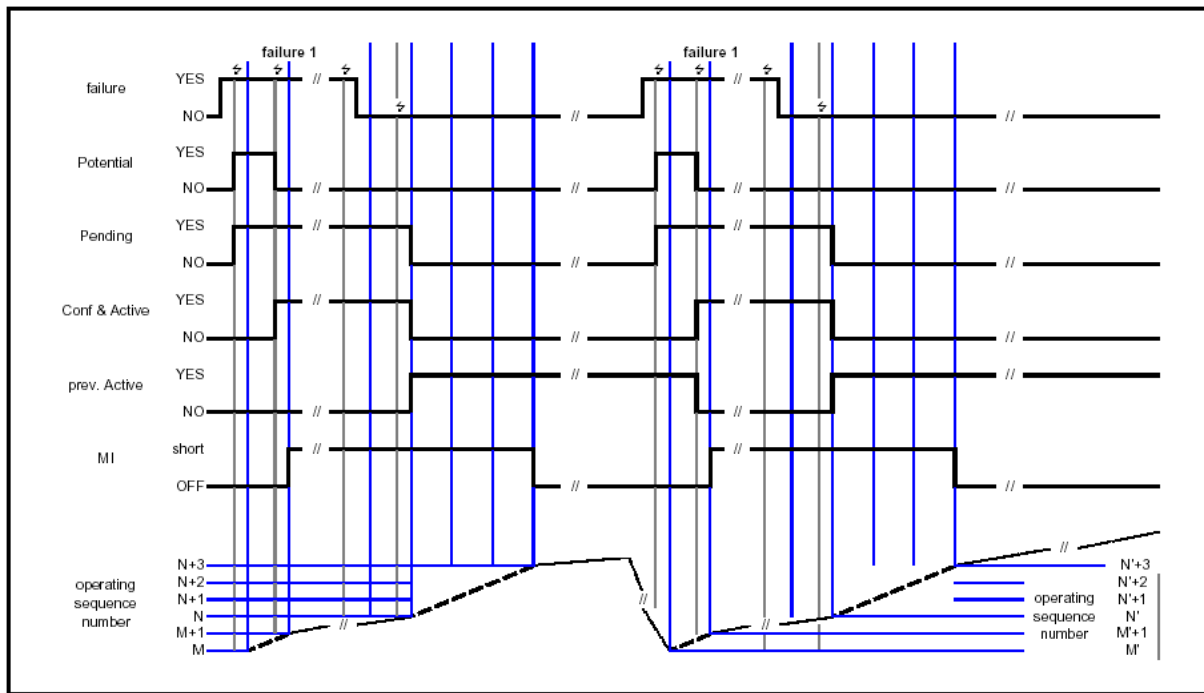 failure 1 failure 1
failure
YES
NO
//
//
//
//
Potential
YES
NO
//
//
Pending
YES
NO
//
//
//
//
Conf & Active
YES
NO
//
//
//
//
prev. Active
YES
NO
//
//
//
//
MI
short
OFF
//
//
//
//
operating
sequence
number
N+3
N+2
N+1
N
M+1
M
//
//
//
//
operating
sequence
number
N'+3
N'+2
N'+1
N'
M'+1
M'